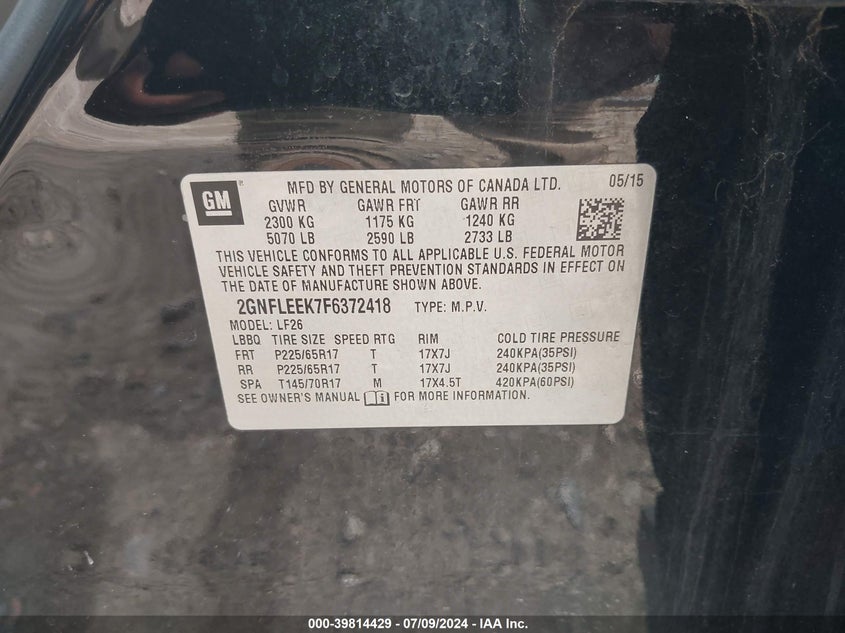 GM
MFD BY GENERAL MOTORS OF CANADA LTD. 05/15
GVWR GAWR FRT GAWR RR
2300 KG 1175 KG 1240 KG
5070 LB 2590 LB 2733 LB
THIS VEHICLE CONFORMS TO ALL APPLICABLE U.S. FEDERAL MOTOR
VEHICLE SAFETY AND THEFT PREVENTION STANDARDS IN EFFECT ON
THE DATE OF MANUFACTURE SHOWN ABOVE.
2GNFLEEK7F6372418 TYPE: M.P.V.
MODEL: LF26
LBBQ TIRE SIZE SPEED RTG RIM COLD TIRE PRESSURE
FRT P225/65R17 T 17X7J 240KPA(35PSI)
RR P225/65R17 T 17X7J 240KPA(35PSI)
SPA T145/70R17 M 17X4.5T 420KPA(60PSI)
SEE OWNER'S MANUAL FOR MORE INFORMATION.
000-39814429 - 07/09/2024 - IAA Inc.